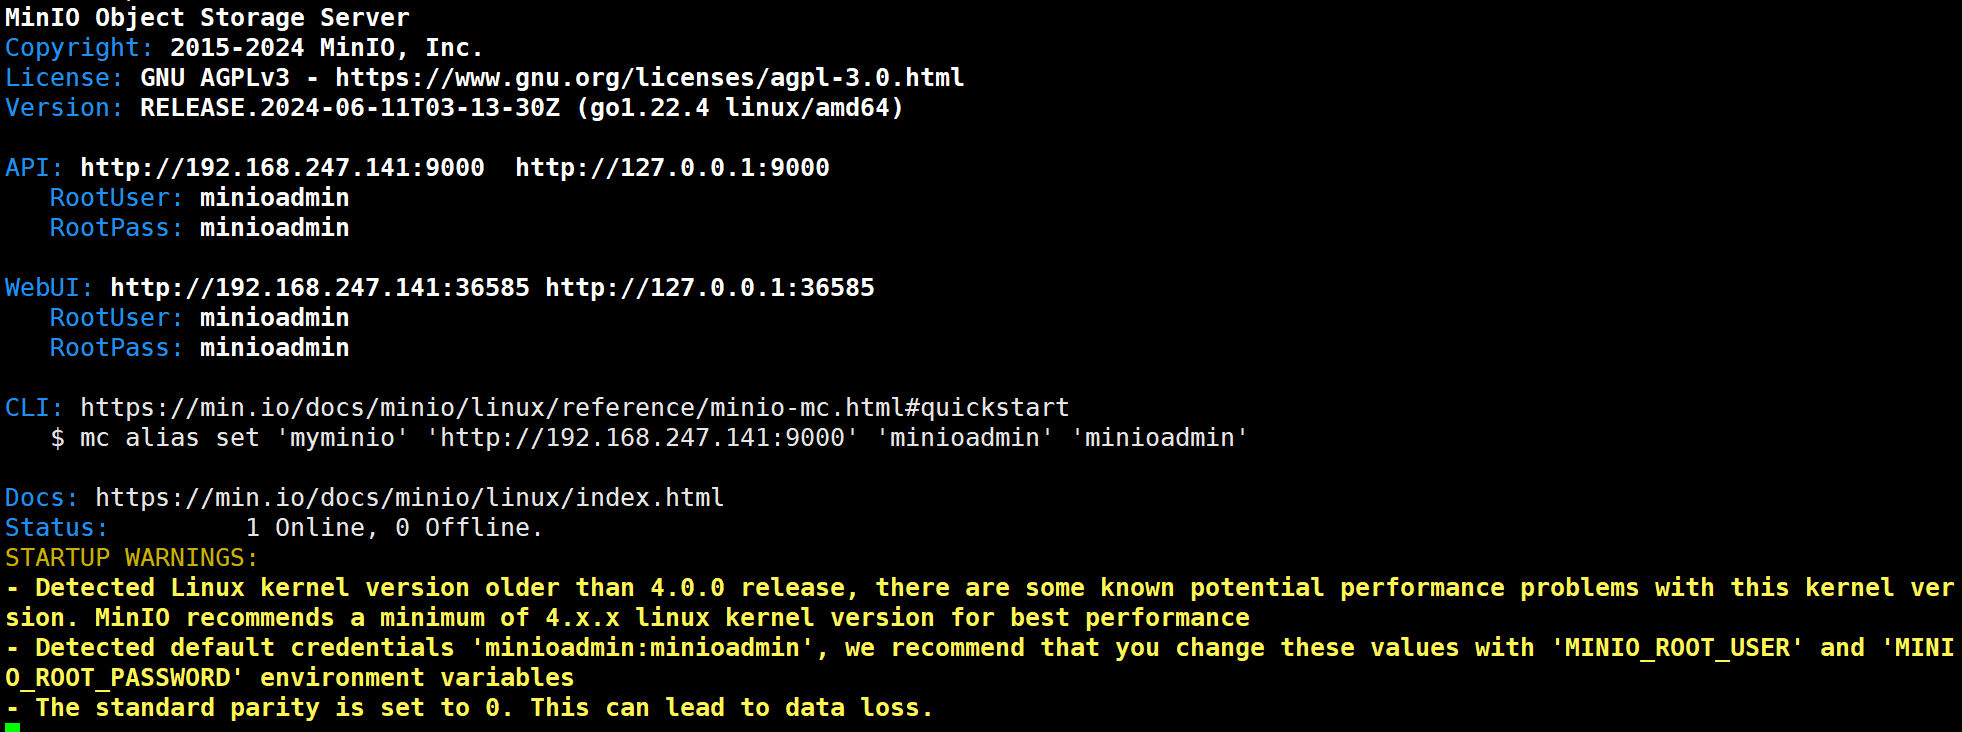 MinIO Object Storage Server
Copyright: 2015-2024 MinIO, Inc.
License: GNU AGPLv3 - https://www.gnu.org/licenses/agpl-3.0.html
Version: RELEASE.2024-06-11T03-13-30Z (go1.22.4 linux/amd64)
API: http://192.168.247.141:9000  http://127.0.0.1:9000
   RootUser: minioadmin
   RootPass: minioadmin
WebUI: http://192.168.247.141:36585 http://127.0.0.1:36585
   RootUser: minioadmin
   RootPass: minioadmin
CLI: https://min.io/docs/minio/linux/reference/minio-mc.html#quickstart
   $ mc alias set 'myminio' 'http://192.168.247.141:9000' 'minioadmin' 'minioadmin'
Docs: https://min.io/docs/minio/linux/index.html
Status:         1 Online, 0 Offline.
STARTUP WARNINGS:
- Detected Linux kernel version older than 4.0.0 release, there are some known potential performance problems with this kernel ver
sion. MinIO recommends a minimum of 4.x.x linux kernel version for best performance
- Detected default credentials 'minioadmin:minioadmin', we recommend that you change these values with 'MINIO_ROOT_USER' and 'MINI
O_ROOT_PASSWORD' environment variables
- The standard parity is set to 0. This can lead to data loss.